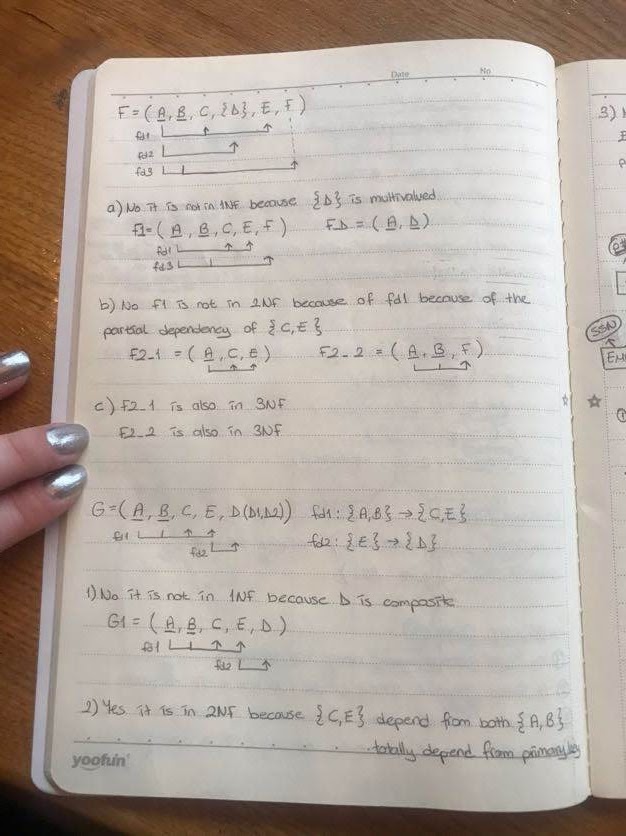 Date No
F = ( A, B, C, {D}, E, F )
fd1
fd2
fd3
a) No it is not in 1NF because {D} is multivalued
F1 = ( A, B, C, E, F ) FD = ( A, D )
fd1
fd3
b) No F1 is not in 2NF because of fd1 because of the
partial dependency of {C, E}
F2_1 = ( A, C, E ) F2_2 = ( A, B, F )
c) F2_1 is also in 3NF
F2_2 is also in 3NF
G = ( A, B, C, E, D(D1,D2)) fd1: {A,B} → {C,E}
fd1 fd2: {E} → {D}
fd2
1) No it is not in 1NF because D is composite
G1 = ( A, B, C, E, D )
fd1
fd2
2) Yes it is in 2NF because {C,E} depend from both {A,B}
totally depend from primary key
yoofun
3)
SSN